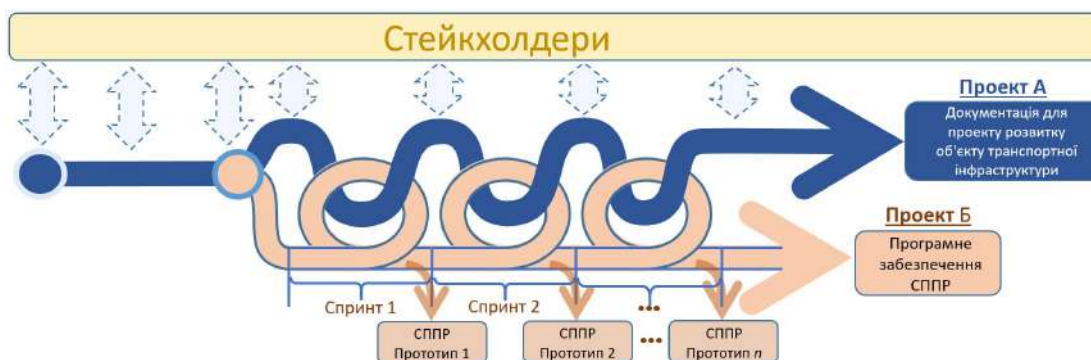 Стейкхолдери
Проект А
Документація для
проекту розвитку
об'єкту транспортної
інфраструктури
Проект Б
Програмне
забезпечення
СППР
Спринт 1
Спринт 2
...
СППР
Прототип 1
СППР
Прототип 2
...
СППР
Прототип n